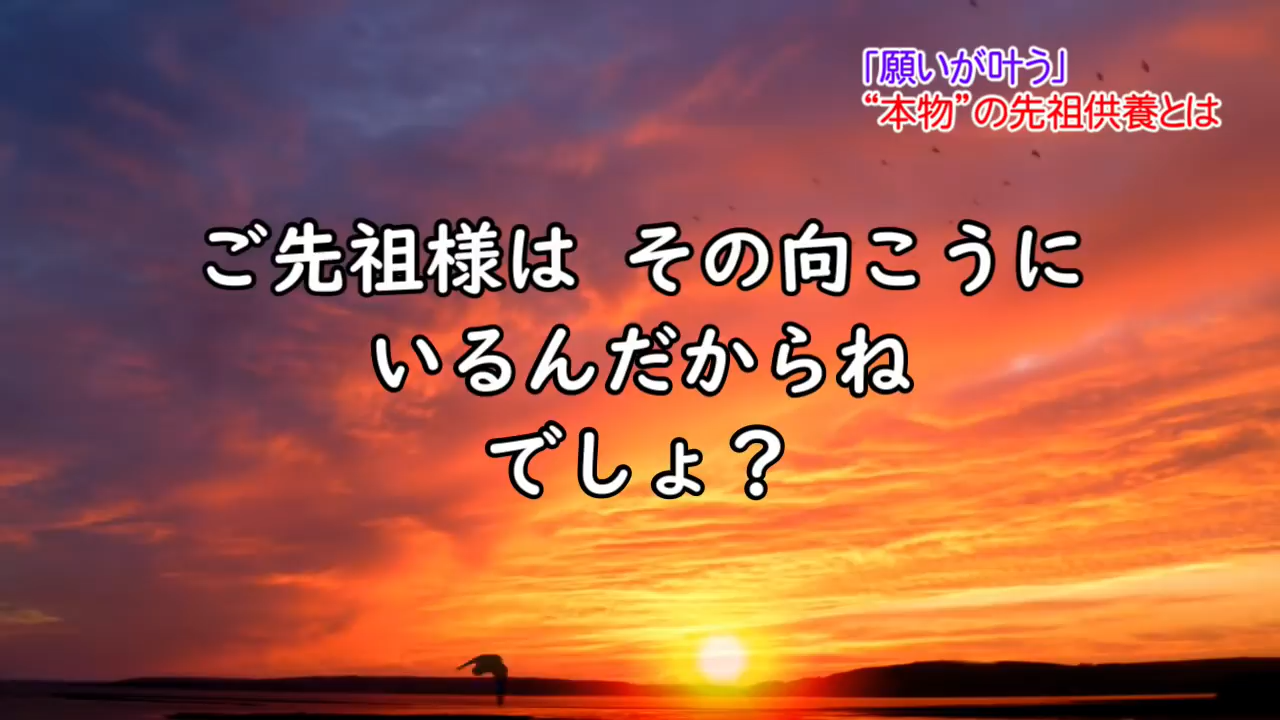 「願いが叶う」
“本物”の先祖供養とは
ご先祖様は その向こうに
いるんだからね
でしょ？